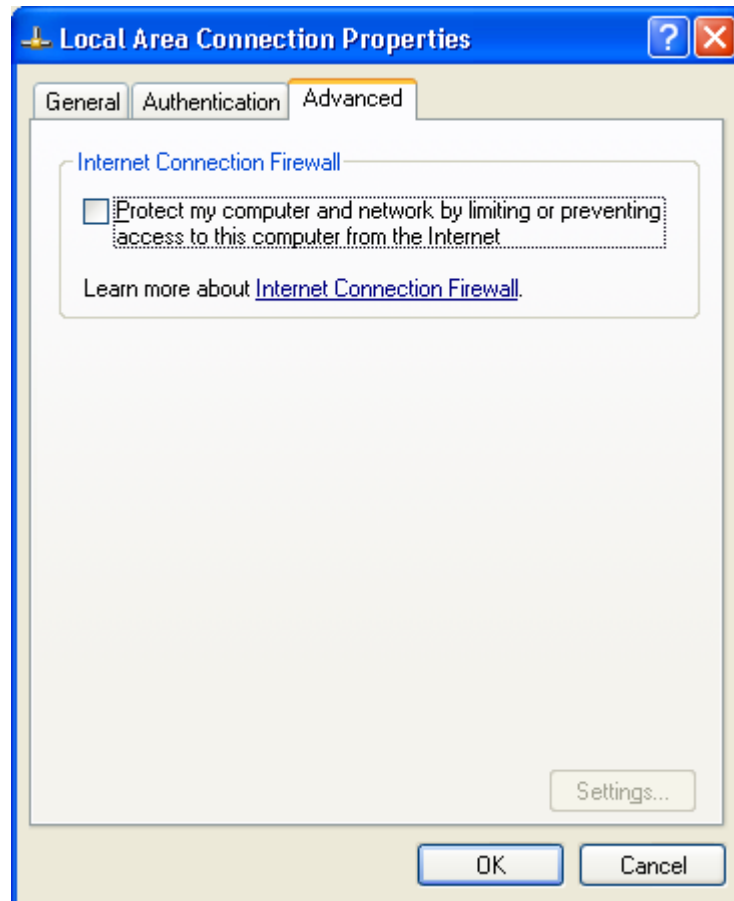 Local Area Connection Properties
?
General Authentication Advanced
Internet Connection Firewall
Protect my computer and network by limiting or preventing
access to this computer from the Internet
Learn more about Internet Connection Firewall.
Settings...
OK Cancel